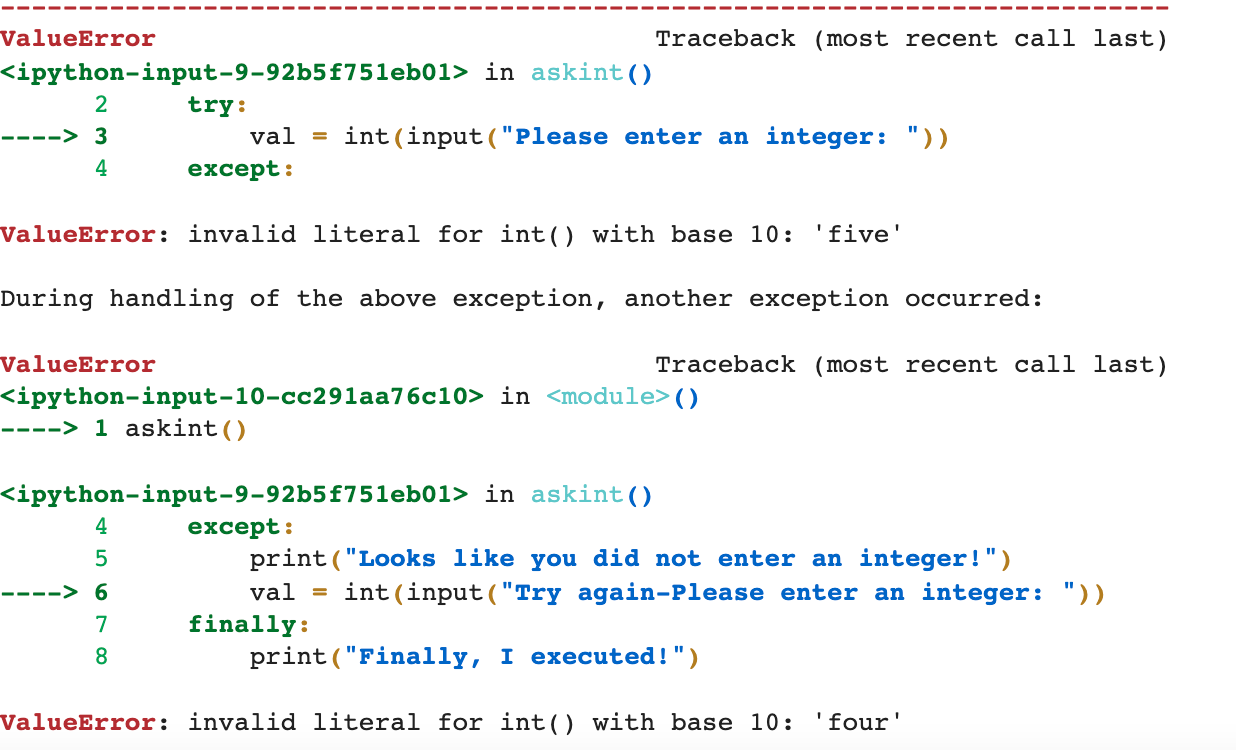 ---------------------------------------------------------------------------
ValueError                                Traceback (most recent call last)
<ipython-input-9-92b5f751eb01> in askint()
      2     try:
----> 3         val = int(input("Please enter an integer: "))
      4     except:

ValueError: invalid literal for int() with base 10: 'five'

During handling of the above exception, another exception occurred:

ValueError                                Traceback (most recent call last)
<ipython-input-10-cc291aa76c10> in <module>()
----> 1 askint()

<ipython-input-9-92b5f751eb01> in askint()
      4     except:
      5         print("Looks like you did not enter an integer!")
----> 6         val = int(input("Try again-Please enter an integer: "))
      7     finally:
      8         print("Finally, I executed!")

ValueError: invalid literal for int() with base 10: 'four'